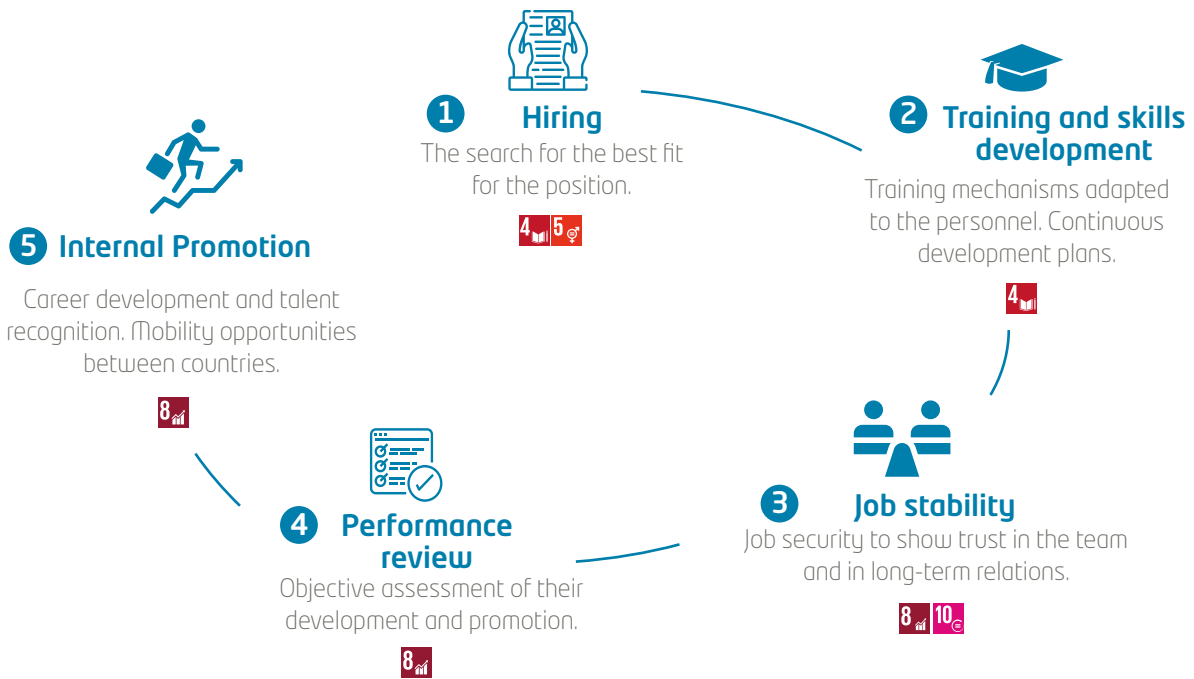 1 Hiring
The search for the best fit
for the position.
4 5
2 Training and skills
development
Training mechanisms adapted
to the personnel. Continuous
development plans.
4
3 Job stability
Job security to show trust in the team
and in long-term relations.
8 10
4 Performance
review
Objective assessment of their
development and promotion.
8
5 Internal Promotion
Career development and talent
recognition. Mobility opportunities
between countries.
8